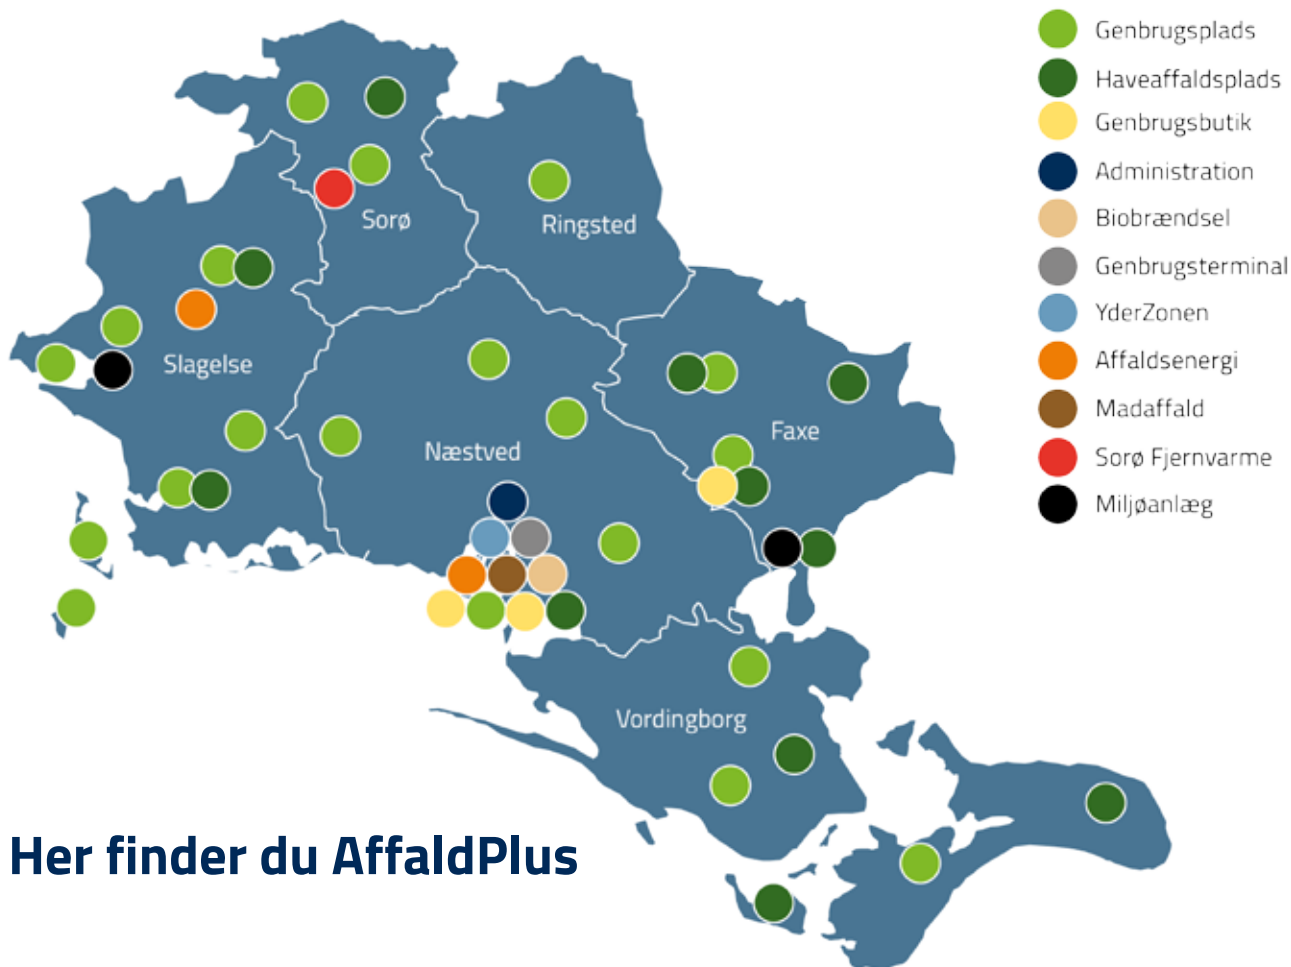 Genbrugsplads
Haveaffaldsplads
Genbrugsbutik
Administration
Biobrændsel
Genbrugsterminal
YderZonen
Affaldsenergi
Madaffald
Sorø Fjernvarme
Miljøanlæg
Sorø
Ringsted
Slagelse
Næstved
Faxe
Vordingborg
Her finder du AffaldPlus